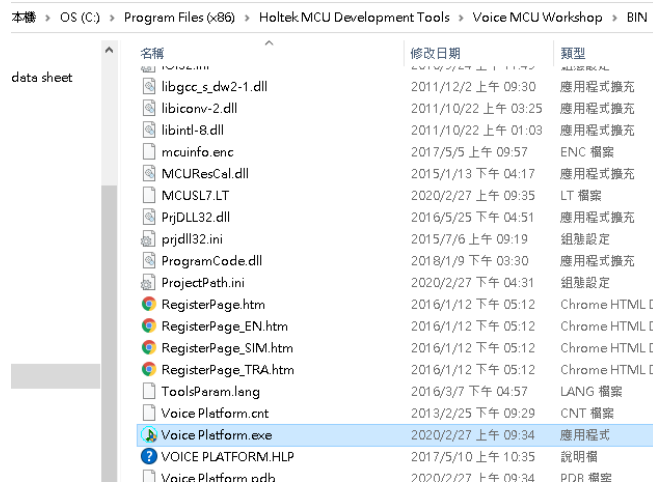 本機 › OS (C:) › Program Files (x86) › Holtek MCU Development Tools › Voice MCU Workshop › BIN
data sheet
名稱 修改日期 類型
libgcc_s_dw2-1.dll 2011/12/2 上午 09:30 應用程式擴充
libiconv-2.dll 2011/10/22 上午 03:25 應用程式擴充
libintl-8.dll 2011/10/22 上午 01:03 應用程式擴充
mcuinfo.enc 2017/5/5 上午 09:57 ENC 檔案
MCUResCal.dll 2015/1/13 下午 04:17 應用程式擴充
MCUSL7.LT 2020/2/27 上午 09:35 LT 檔案
PrjDLL32.dll 2016/5/25 下午 04:51 應用程式擴充
prjdll32.ini 2015/7/6 上午 09:19 組態設定
ProgramCode.dll 2018/1/9 下午 03:30 應用程式擴充
ProjectPath.ini 2020/2/27 下午 04:31 組態設定
RegisterPage.htm 2016/1/12 下午 05:12 Chrome HTML D
RegisterPage_EN.htm 2016/1/12 下午 05:12 Chrome HTML D
RegisterPage_SIM.htm 2016/1/12 下午 05:12 Chrome HTML D
RegisterPage_TRA.htm 2016/1/12 下午 05:12 Chrome HTML D
ToolsParam.lang 2016/3/7 下午 04:57 LANG 檔案
Voice Platform.cnt 2013/2/25 下午 09:29 CNT 檔案
Voice Platform.exe 2020/2/27 上午 09:34 應用程式
VOICE PLATFORM.HLP 2017/5/10 上午 10:35 說明檔
Voice Platform.pdb 2020/2/27 上午 09:34 PDB 檔案